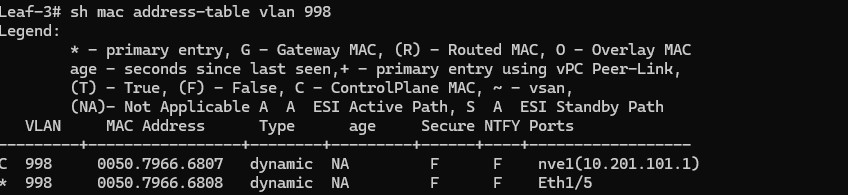 Leaf-3# sh mac address-table vlan 998
Legend:
* - primary entry, G - Gateway MAC, (R) - Routed MAC, O - Overlay MAC
age - seconds since last seen,+ - primary entry using vPC Peer-Link,
(T) - True, (F) - False, C - ControlPlane MAC, ~ - vsan,
(NA)- Not Applicable A  A  ESI Active Path, S  A  ESI Standby Path
VLAN     MAC Address      Type      age     Secure NTFY Ports
---------+-----------------+--------+---------+------+----+------------------
C  998     0050.7966.6807   dynamic  NA         F      F    nve1(10.201.101.1)
*  998     0050.7966.6808   dynamic  NA         F      F    Eth1/5